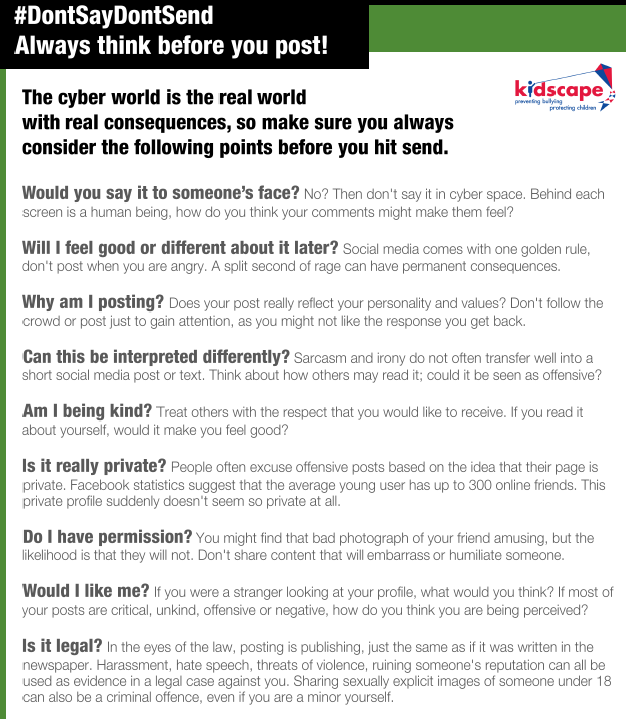 #DontSayDontSend
Always think before you post!
kidscape
preventing bullying
protecting children
The cyber world is the real world
with real consequences, so make sure you always
consider the following points before you hit send.
Would you say it to someone's face? No? Then don't say it in cyber space. Behind each
screen is a human being, how do you think your comments might make them feel?
Will I feel good or different about it later? Social media comes with one golden rule,
don't post when you are angry. A split second of rage can have permanent consequences.
Why am I posting? Does your post really reflect your personality and values? Don't follow the
crowd or post just to gain attention, as you might not like the response you get back.
Can this be interpreted differently? Sarcasm and irony do not often transfer well into a
short social media post or text. Think about how others may read it; could it be seen as offensive?
Am I being kind? Treat others with the respect that you would like to receive. If you read it
about yourself, would it make you feel good?
Is it really private? People often excuse offensive posts based on the idea that their page is
private. Facebook statistics suggest that the average young user has up to 300 online friends. This
private profile suddenly doesn't seem so private at all.
Do I have permission? You might find that bad photograph of your friend amusing, but the
likelihood is that they will not. Don't share content that will embarrass or humiliate someone.
Would I like me? If you were a stranger looking at your profile, what would you think? If most of
your posts are critical, unkind, offensive or negative, how do you think you are being perceived?
Is it legal? In the eyes of the law, posting is publishing, just the same as if it was written in the
newspaper. Harassment, hate speech, threats of violence, ruining someone's reputation can all be
used as evidence in a legal case against you. Sharing sexually explicit images of someone under 18
can also be a criminal offence, even if you are a minor yourself.